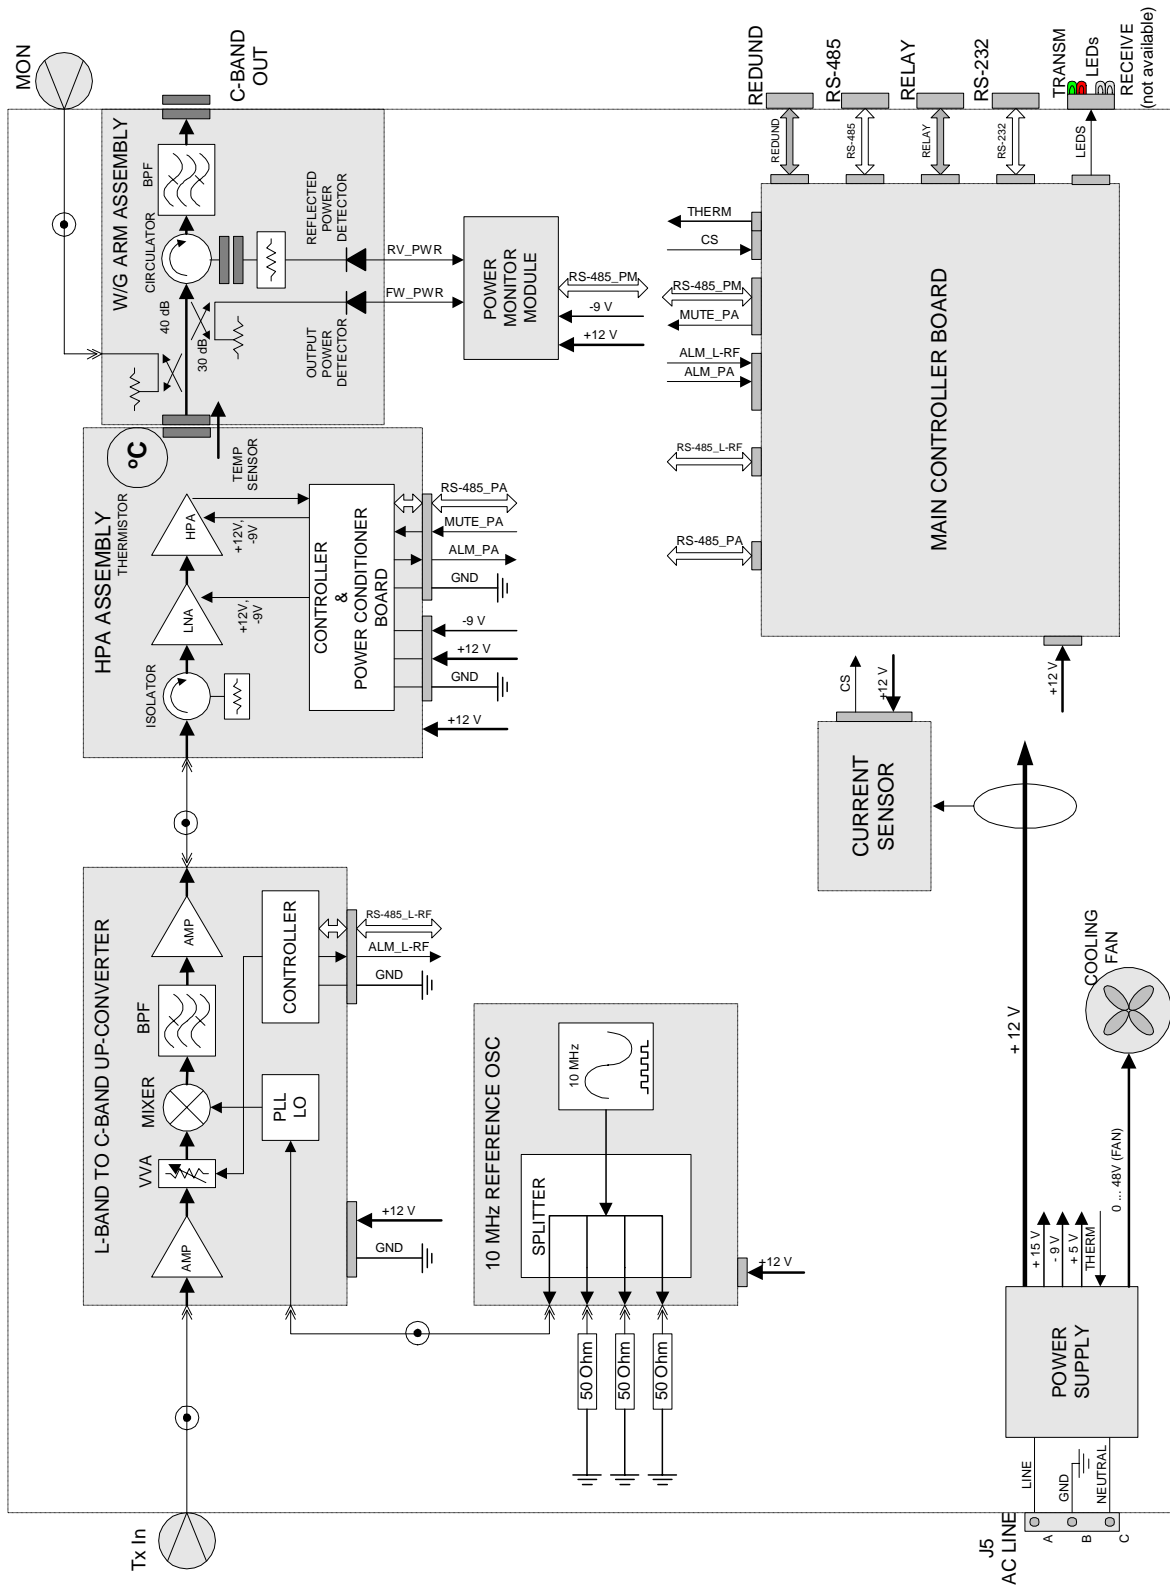 Tx In
L-BAND TO C-BAND UP-CONVERTER
AMP
VVA
MIXER
BPF
AMP
PLL
LO
CONTROLLER
RS-485_L-RF
ALM_L-RF
GND
+12 V
GND
HPA ASSEMBLY
THERMISTOR
ISOLATOR
LNA
HPA
ºC
TEMP
SENSOR
+12V,
-9V
+12V,
-9V
CONTROLLER
&
POWER CONDITIONER
BOARD
RS-485_PA
MUTE_PA
ALM_PA
GND
-9 V
+12 V
GND
+12 V
W/G ARM ASSEMBLY
CIRCULATOR
BPF
40 dB
30 dB
OUTPUT
POWER
DETECTOR
REFLECTED
POWER
DETECTOR
MON
C-BAND
OUT
RV_PWR
FW_PWR
POWER
MONITOR
MODULE
RS-485_PM
-9 V
+12 V
10 MHz REFERENCE OSC
10 MHz
SPLITTER
+12 V
50 Ohm
50 Ohm
50 Ohm
MAIN CONTROLLER BOARD
THERM
CS
RS-485_PM
MUTE_PA
ALM_L-RF
ALM_PA
RS-485_L-RF
RS-485_PA
+12 V
REDUND
RS-485
RELAY
RS-232
LEDS
REDUND
RS-485
RELAY
RS-232
TRANSM
LEDs
RECEIVE
(not available)
CURRENT
SENSOR
CS
+12 V
+ 12 V
COOLING
FAN
0 ... 48V (FAN)
+ 15 V
- 9 V
+ 5 V
THERM
POWER
SUPPLY
LINE
GND
NEUTRAL
J5
AC LINE
A
B
C